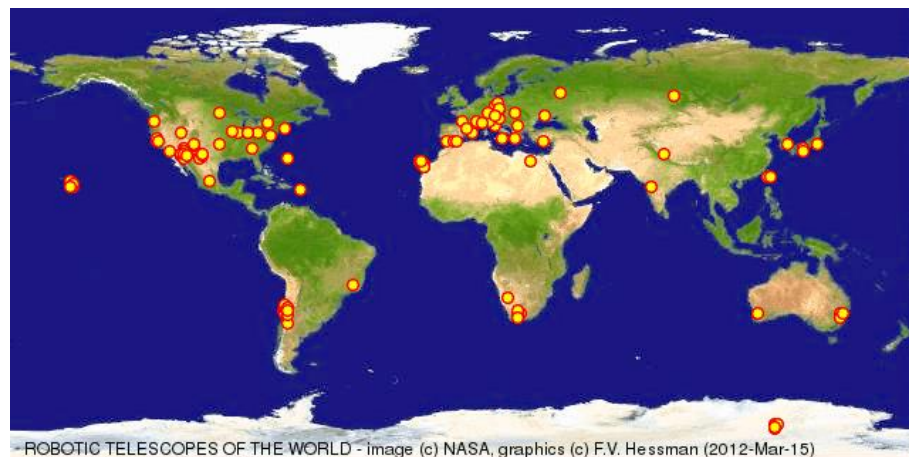 ROBOTIC TELESCOPES OF THE WORLD - image (c) NASA, graphics (c) F.V. Hessman (2012-Mar-15)